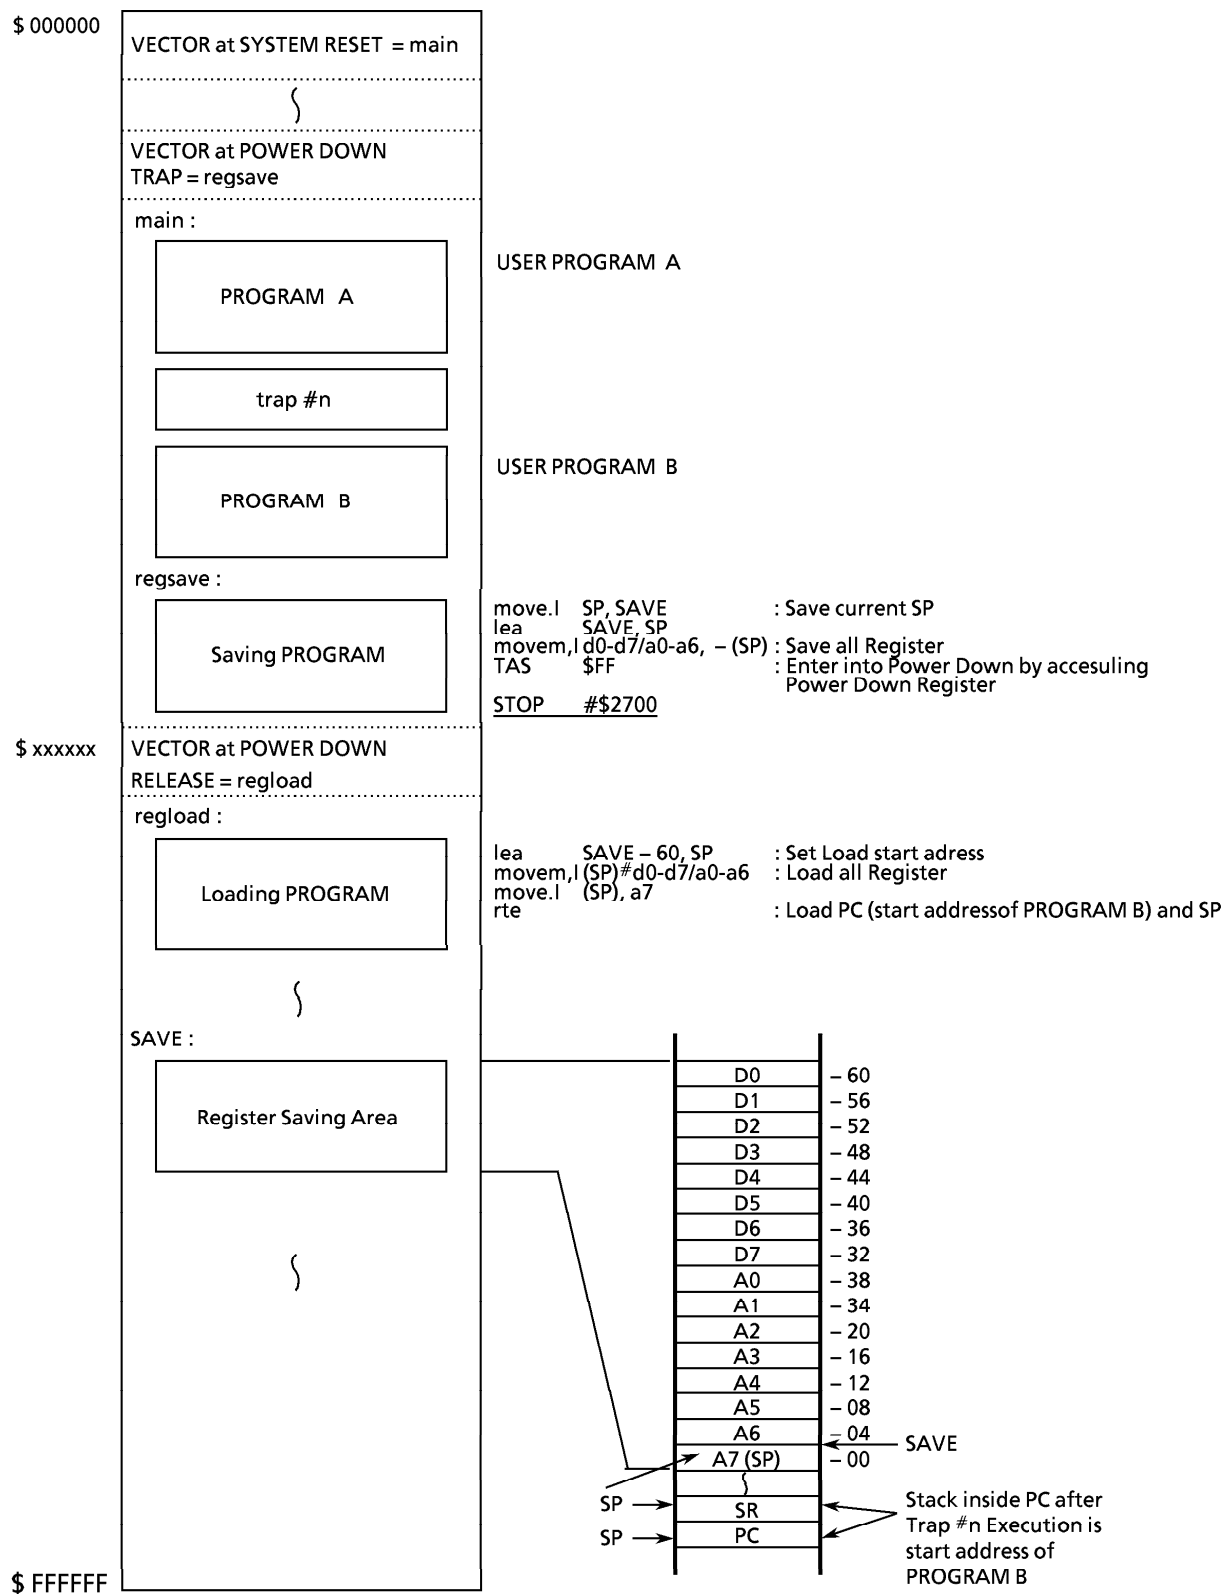 $ 000000
VECTOR at SYSTEM RESET = main
VECTOR at POWER DOWN
TRAP = regsave
main :
PROGRAM A
USER PROGRAM A
trap #n
PROGRAM B
USER PROGRAM B
regsave :
Saving PROGRAM
move.l SP, SAVE : Save current SP
lea SAVE, SP
movem,l d0-d7/a0-a6, – (SP) : Save all Register
TAS $FF : Enter into Power Down by accesuling
Power Down Register
STOP #$2700
$ xxxxxx
VECTOR at POWER DOWN
RELEASE = regload
regload :
Loading PROGRAM
lea SAVE – 60, SP : Set Load start adress
movem,l (SP)#d0-d7/a0-a6 : Load all Register
move.l (SP), a7
rte : Load PC (start addressof PROGRAM B) and SP
SAVE :
Register Saving Area
D0 – 60
D1 – 56
D2 – 52
D3 – 48
D4 – 44
D5 – 40
D6 – 36
D7 – 32
A0 – 38
A1 – 34
A2 – 20
A3 – 16
A4 – 12
A5 – 08
A6 – 04
SAVE
A7 (SP) – 00
SP
SR
SP
PC
Stack inside PC after
Trap #n Execution is
start address of
PROGRAM B
$ FFFFFF